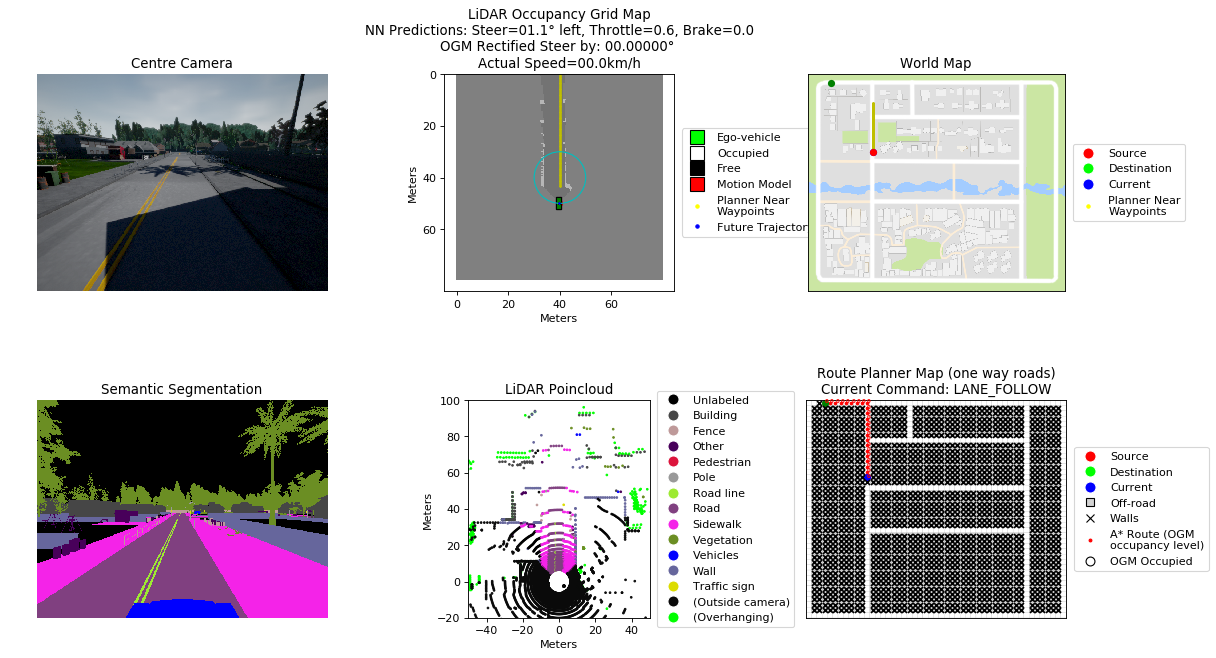 LiDAR Occupancy Grid Map
NN Predictions: Steer=01.1° left, Throttle=0.6, Brake=0.0
OGM Rectified Steer by: 00.00000°
Actual Speed=00.0km/h
Centre Camera
World Map
0
20
40
60
Meters
0
20
40
60
Meters
Ego-vehicle
Occupied
Free
Motion Model
Planner Near
Waypoints
Future Trajector
Source
Destination
Current
Planner Near
Waypoints
Semantic Segmentation
LiDAR Poincloud
100
80
60
40
20
0
−20
Meters
−40
−20
0
20
40
Meters
Unlabeled
Building
Fence
Other
Pedestrian
Pole
Road line
Road
Sidewalk
Vegetation
Vehicles
Wall
Traffic sign
(Outside camera)
(Overhanging)
Route Planner Map (one way roads)
Current Command: LANE_FOLLOW
Source
Destination
Current
Off-road
Walls
A* Route (OGM
occupancy level)
OGM Occupied